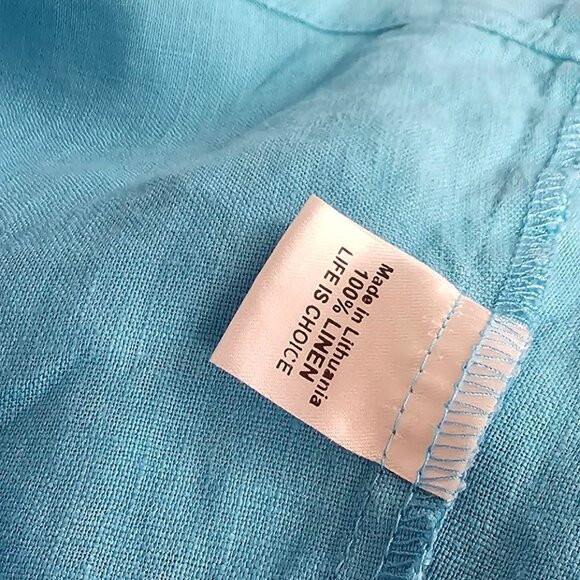 Made in Lithuania
100% LINEN
LIFE IS CHOICE